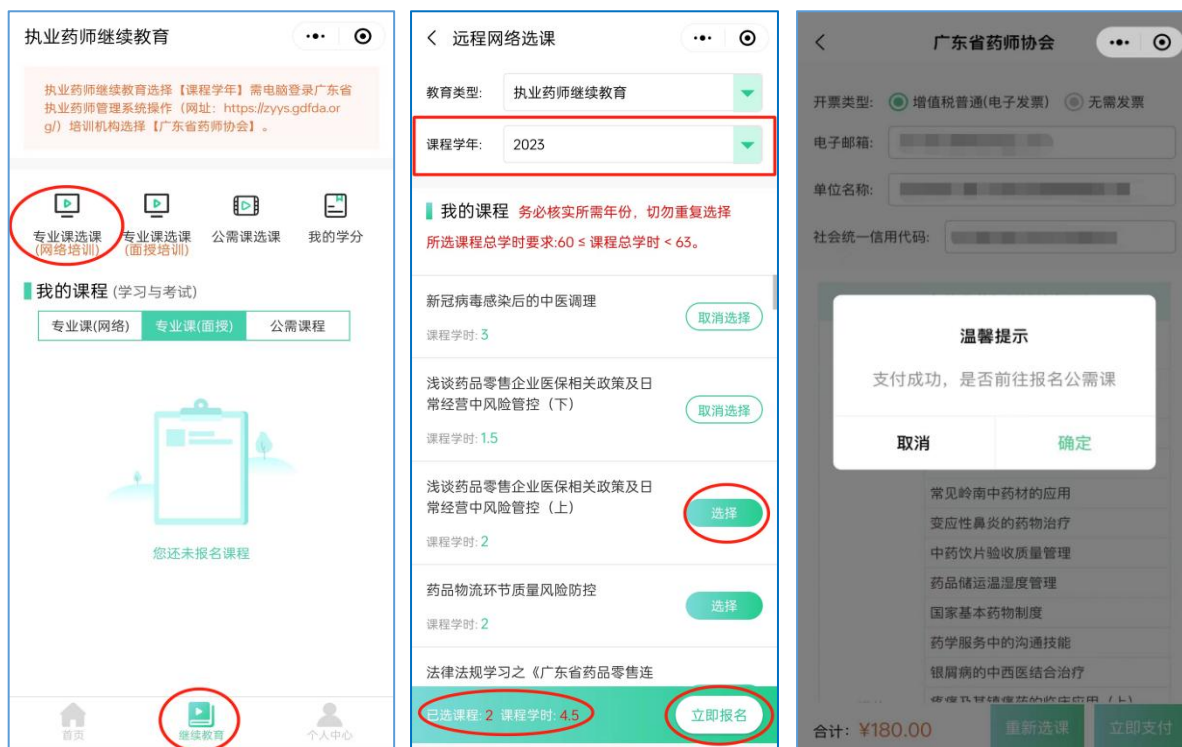 执业药师继续教育
执业药师继续教育选择【课程学年】需电脑登录广东省
执业药师管理系统操作（网址：https://zyys.gdfda.or
g/）培训机构选择【广东省药师协会】。
专业课选课
(网络培训)
专业课选课
(面授培训)
公需课选课
我的学分
我的课程 (学习与考试)
专业课(网络)
专业课(面授)
公需课程
您还未报名课程
首页
继续教育
个人中心
远程网络选课
教育类型:
执业药师继续教育
课程学年:
2023
我的课程 务必核实所需年份，切勿重复选择
所选课程总学时要求:60 ≤ 课程总学时 < 63。
新冠病毒感染后的中医调理
课程学时: 3
取消选择
浅谈药品零售企业医保相关政策及日
常经营中风险管控（下）
课程学时: 1.5
取消选择
浅谈药品零售企业医保相关政策及日
常经营中风险管控（上）
课程学时: 2
选择
药品物流环节质量风险防控
课程学时: 2
选择
法律法规学习之《广东省药品零售连
已选课程: 2 课程学时: 4.5
立即报名
广东省药师协会
开票类型: 增值税普通(电子发票) 无需发票
电子邮箱:
单位名称:
社会统一信用代码:
温馨提示
支付成功，是否前往报名公需课
取消
确定
常见岭南中药材的应用
变应性鼻炎的药物治疗
中药饮片验收质量管理
药品储运温湿度管理
国家基本药物制度
药学服务中的沟通技能
银屑病的中西医结合治疗
疼痛及其镇痛药的临床应用（上）
合计: ¥180.00
重新选课
立即支付